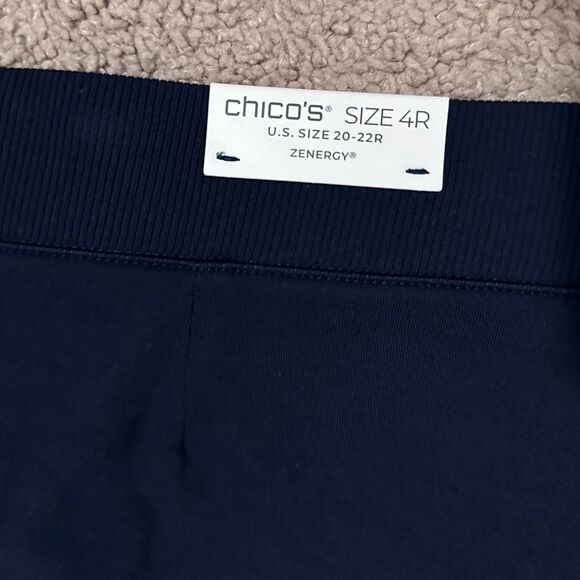 chico's® SIZE 4R
U.S. SIZE 20-22R
ZENERGY®